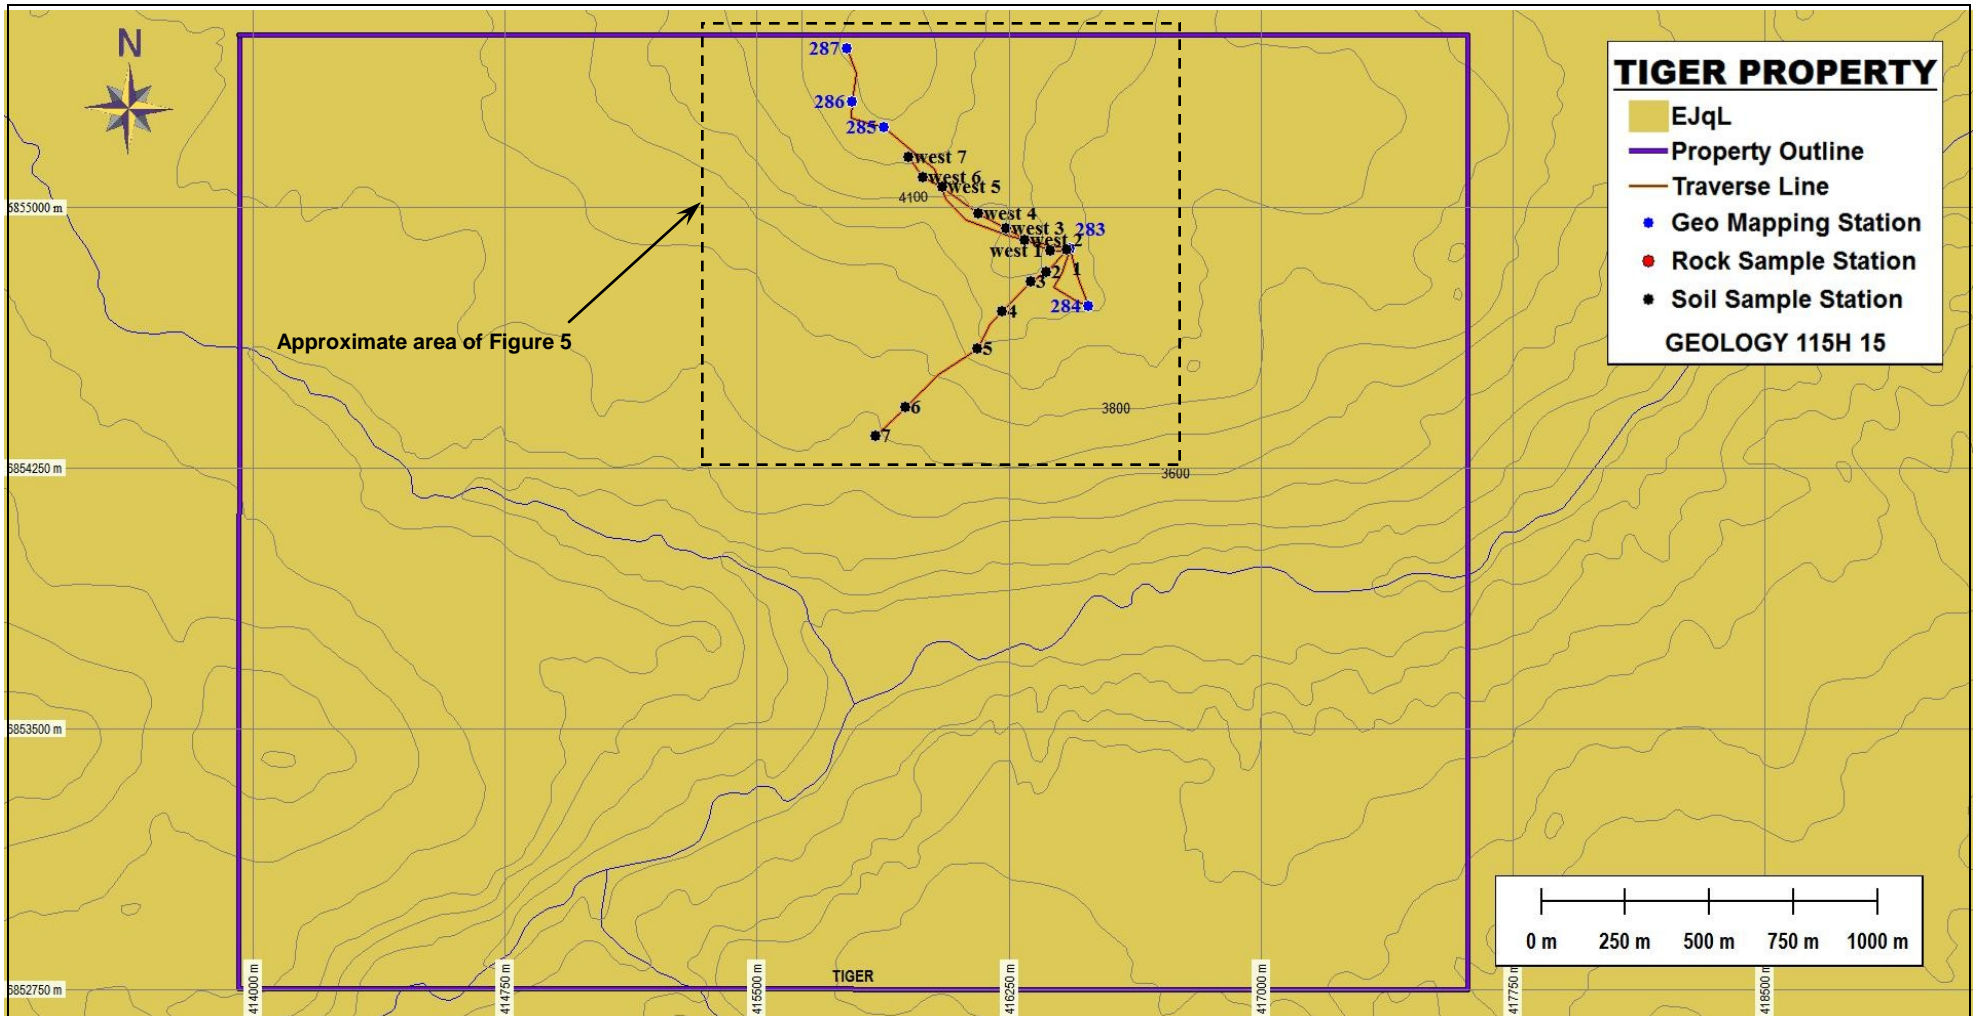 N
TIGER PROPERTY
EJqL
Property Outline
Traverse Line
Geo Mapping Station
Rock Sample Station
Soil Sample Station
GEOLOGY 115H 15
287
286
285
west 7
west 6
west 5
4100
6855000 m
west 4
west 3
283
west 2
west 1
1
2
3
284
4
Approximate area of Figure 5
5
3800
6
7
6854250 m
3600
6853500 m
0 m 250 m 500 m 750 m 1000 m
TIGER
6852750 m
414000 m
414750 m
415500 m
416250 m
417000 m
417750 m
418500 m